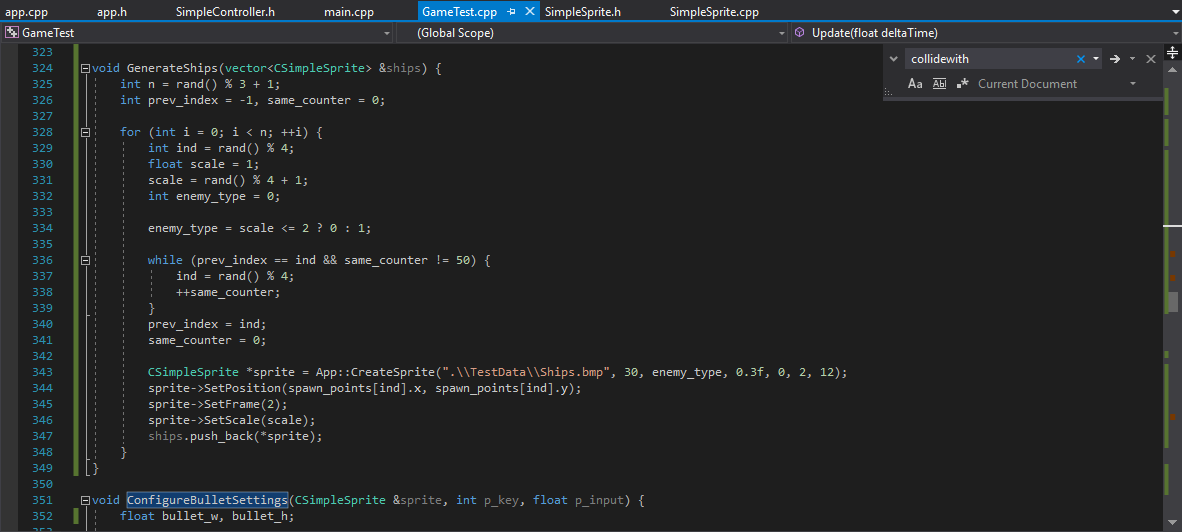 app.cpp app.h SimpleController.h main.cpp GameTest.cpp SimpleSprite.h SimpleSprite.cpp
GameTest (Global Scope) Update(float deltaTime)
collidewith
Aa Ab .* Current Document
323
324 void GenerateShips(vector<CSimpleSprite> &ships) {
325 int n = rand() % 3 + 1;
326 int prev_index = -1, same_counter = 0;
327
328 for (int i = 0; i < n; ++i) {
329 int ind = rand() % 4;
330 float scale = 1;
331 scale = rand() % 4 + 1;
332 int enemy_type = 0;
333
334 enemy_type = scale <= 2 ? 0 : 1;
335
336 while (prev_index == ind && same_counter != 50) {
337 ind = rand() % 4;
338 ++same_counter;
339 }
340 prev_index = ind;
341 same_counter = 0;
342
343 CSimpleSprite *sprite = App::CreateSprite(".\\TestData\\Ships.bmp", 30, enemy_type, 0.3f, 0, 2, 12);
344 sprite->SetPosition(spawn_points[ind].x, spawn_points[ind].y);
345 sprite->SetFrame(2);
346 sprite->SetScale(scale);
347 ships.push_back(*sprite);
348 }
349 }
350
351 void ConfigureBulletSettings(CSimpleSprite &sprite, int p_key, float p_input) {
352 float bullet_w, bullet_h;